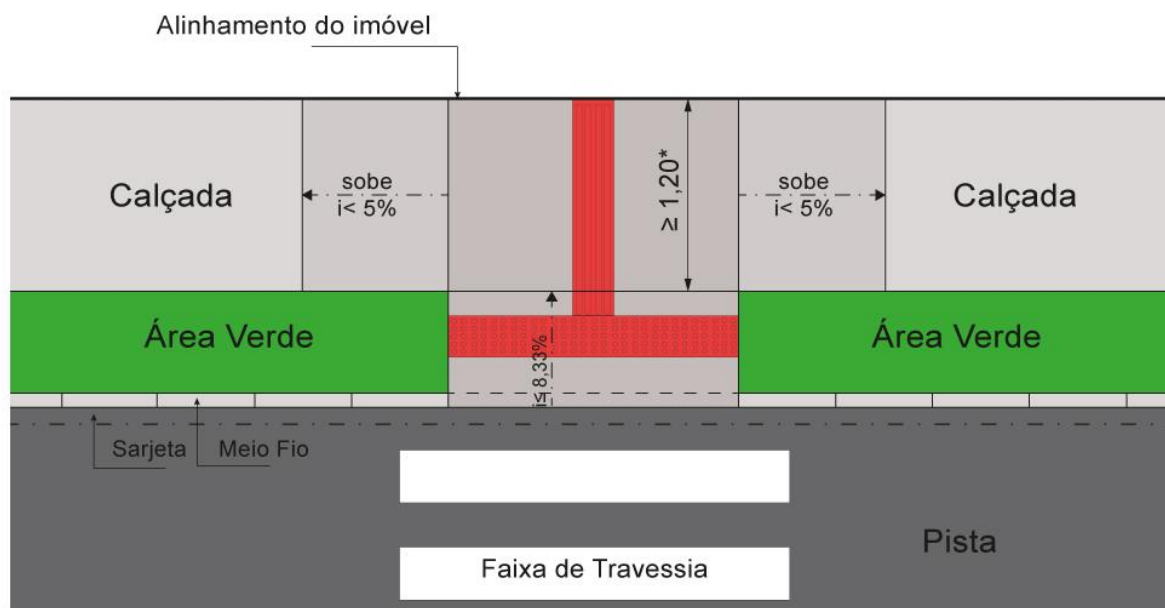 Alinhamento do imóvel
Calçada
sobe
i< 5%
≥ 1,20*
sobe
i< 5%
Calçada
Área Verde
i≤ 8,33%
Área Verde
Sarjeta
Meio Fio
Pista
Faixa de Travessia